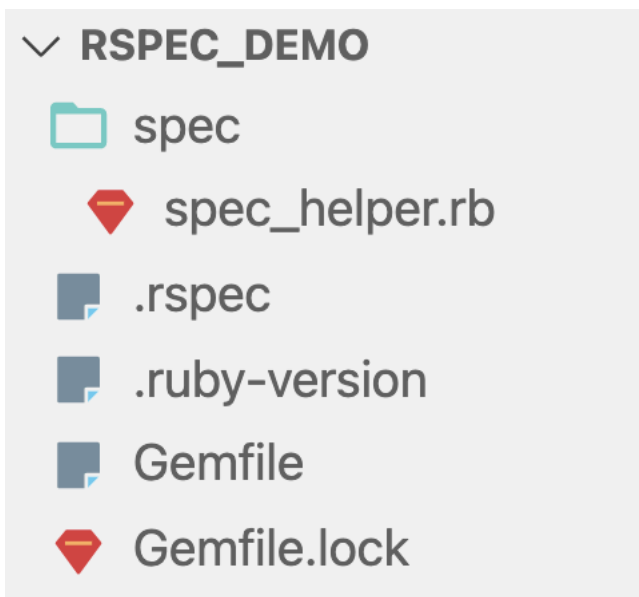 RSPEC_DEMO
spec
spec_helper.rb
.rspec
.ruby-version
Gemfile
Gemfile.lock